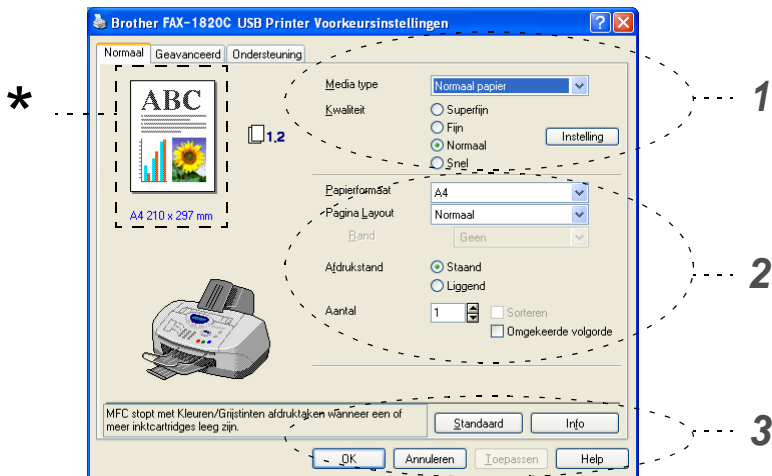 Brother FAX-1820C USB Printer Voorkeursinstellingen
Normaal Geavanceerd Ondersteuning
*
ABC
1.2
A4 210 x 297 mm
Media type Normaal papier
Kwaliteit Superfijn
Fijn
Normaal
Snel
Instelling
1
Papierformaat A4
Pagina Layout Normaal
Rand Geen
Afdrukstand Staand
Liggend
Aantal 1 Sorteren
Omgekeerde volgorde
2
MFC stopt met Kleuren/Grijstinten afdruktaken wanneer een of
meer inktcartridges leeg zijn.
Standaard Info
3
OK Annuleren Toepassen Help